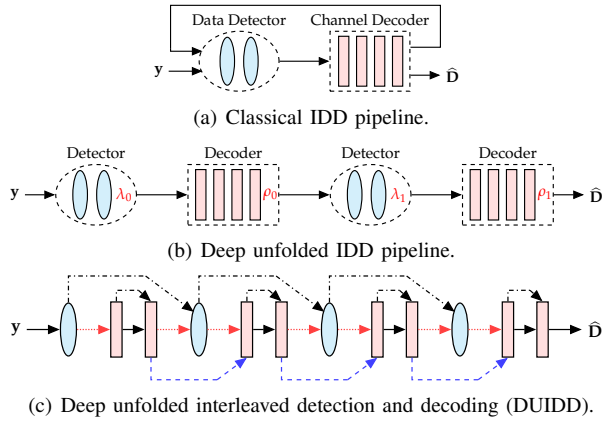 Data Detector Channel Decoder
y D̂
(a) Classical IDD pipeline.
Detector Decoder Detector Decoder
y λ₀ ρ₀ λ₁ ρ₁ D̂
(b) Deep unfolded IDD pipeline.
y D̂
(c) Deep unfolded interleaved detection and decoding (DUIDD).